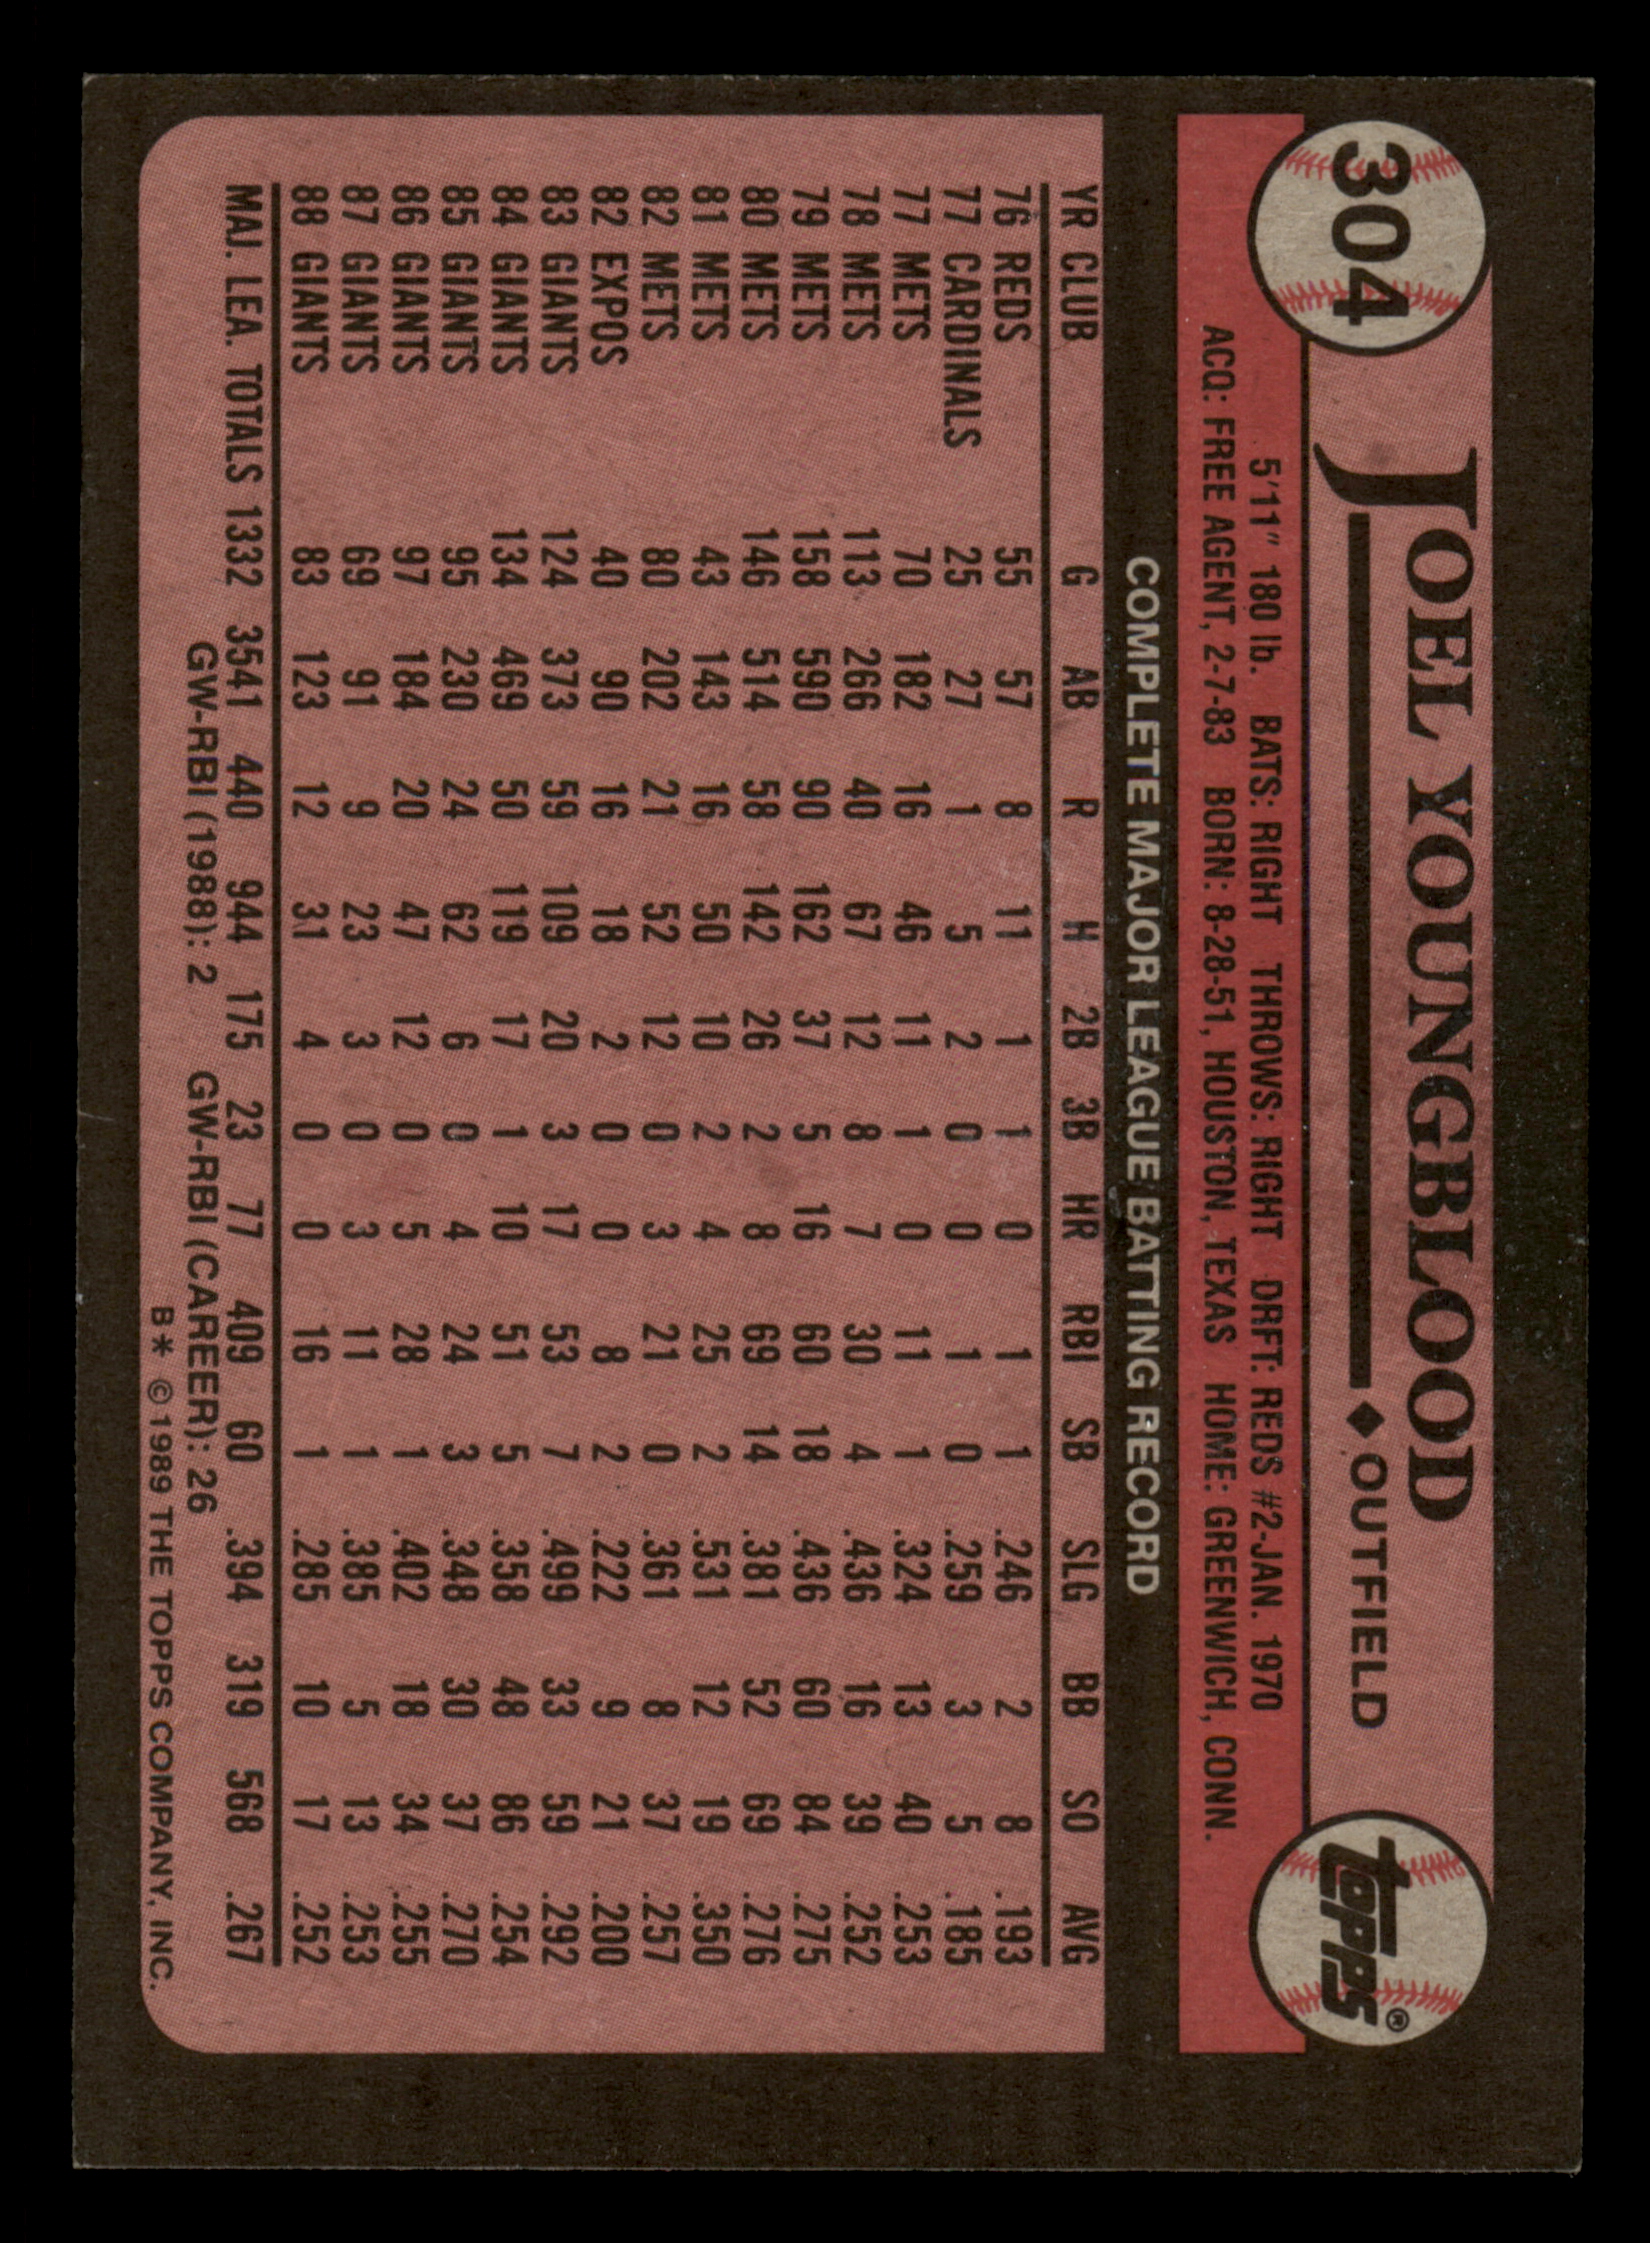 304
JOEL YOUNGBLOOD
◆OUTFIELD
topps®
5'11" 180 lb. BATS: RIGHT THROWS: RIGHT DRFT: REDS #2-JAN. 1970
ACQ: FREE AGENT, 2-7-83 BORN: 8-28-51, HOUSTON, TEXAS HOME: GREENWICH, CONN.
COMPLETE MAJOR LEAGUE BATTING RECORD
YR CLUB G AB R H 2B 3B HR RBI SB SLG BB SO AVG
76 REDS 55 57 8 11 1 1 0 1 1 .246 2 8 .193
77 CARDINALS 25 27 1 5 2 0 0 1 0 .259 3 5 .185
77 METS 70 182 16 46 11 1 0 11 1 .324 13 40 .253
78 METS 113 266 40 67 12 8 7 30 4 .436 16 39 .252
79 METS 158 590 90 162 37 5 16 60 18 .436 60 84 .275
80 METS 146 514 58 142 26 2 8 69 14 .381 52 69 .276
81 METS 43 143 16 50 10 2 4 25 2 .531 12 19 .350
82 METS 80 202 21 52 12 0 3 21 0 .361 8 37 .257
82 EXPOS 40 90 16 18 2 0 0 8 2 .222 9 21 .200
83 GIANTS 124 373 59 109 20 3 17 53 7 .499 33 59 .292
84 GIANTS 134 469 50 119 17 1 10 51 5 .358 48 86 .254
85 GIANTS 95 230 24 62 6 0 4 24 3 .348 30 37 .270
86 GIANTS 97 184 20 47 12 0 5 28 1 .402 18 34 .255
87 GIANTS 69 91 9 23 3 0 3 11 1 .385 5 13 .253
88 GIANTS 83 123 12 31 4 0 0 16 1 .285 10 17 .252
MAJ. LEA. TOTALS 1332 3541 440 944 175 23 77 409 60 .394 319 568 .267
GW-RBI (1988): 2 GW-RBI (CAREER): 26
B* ©1989 THE TOPPS COMPANY, INC.